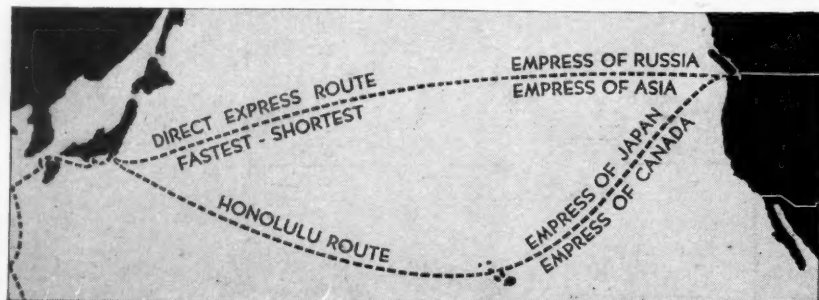 EMPRESS OF RUSSIA
DIRECT EXPRESS ROUTE
EMPRESS OF ASIA
FASTEST - SHORTEST
EMPRESS OF JAPAN
EMPRESS OF CANADA
HONOLULU ROUTE